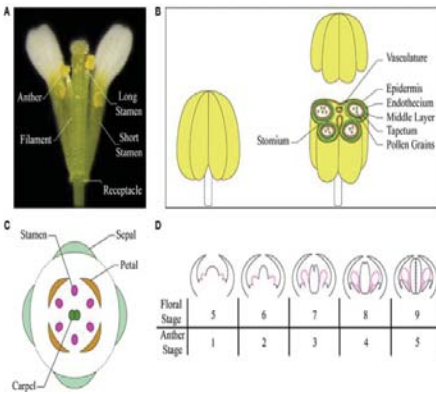 A
Anther
Long
Stamen
Filament
Short
Stamen
Receptacle
B
Vasculature
Epidermis
Endothecium
Middle Layer
Tapetum
Pollen Grains
Stomium
C
Stamen
Sepal
Petal
Carpel
D
Floral Stage 5 6 7 8 9
Anther Stage 1 2 3 4 5